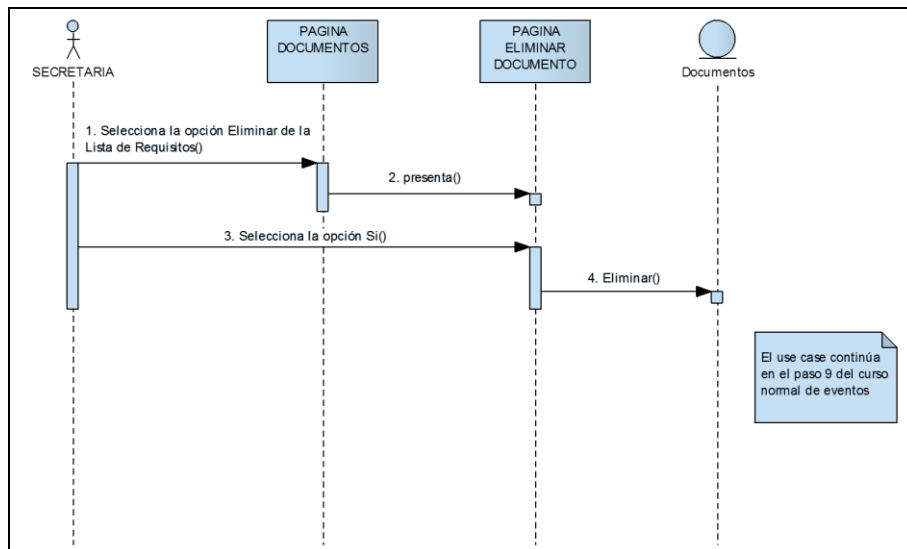 SECRETARIA
PAGINA
DOCUMENTOS
PAGINA
ELIMINAR
DOCUMENTO
Documentos
1. Selecciona la opción Eliminar de la
Lista de Requisitos()
2. presenta()
3. Selecciona la opción Si()
4. Eliminar()
El use case continúa
en el paso 9 del curso
normal de eventos